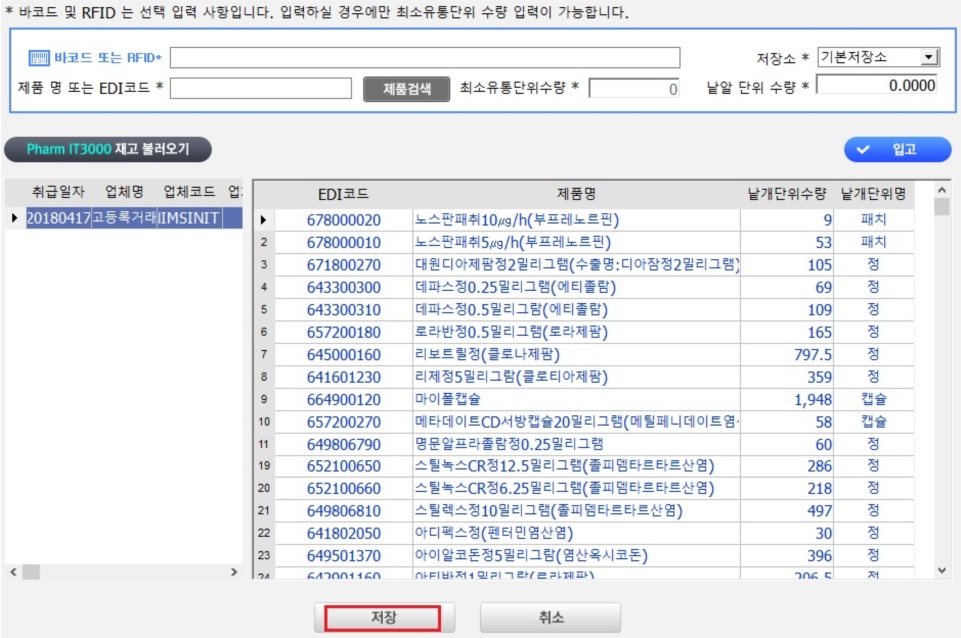 * 바코드 및 RFID 는 선택 입력 사항입니다. 입력하실 경우에만 최소유통단위 수량 입력이 가능합니다.
바코드 또는 RFID* 저장소 * 기본저장소
제품 명 또는 EDI코드 * 제품검색 최소유통단위수량 * 0 낱알 단위 수량 * 0.0000
Pharm IT3000 재고 불러오기 입고
취급일자 업체명 업체코드
20180417 고등록거래 IIMSINIT
EDI코드 제품명 낱개단위수량 낱개단위명
678000020 노스판패취10㎍/h(부프레노르핀) 9 패치
2 678000010 노스판패취5㎍/h(부프레노르핀) 53 패치
3 671800270 대원디아제팜정2밀리그램(수출명:디아잠정2밀리그램) 105 정
4 643300300 데파스정0.25밀리그램(에티졸람) 69 정
5 643300310 데파스정0.5밀리그람(에티졸람) 109 정
6 657200180 로라반정0.5밀리그램(로라제팜) 165 정
7 645000160 리보트릴정(클로나제팜) 797.5 정
8 641601230 리제정5밀리그람(클로티아제팜) 359 정
9 664900120 마이폴캡슐 1,948 캡슐
10 657200270 메타데이트CD서방캡슐20밀리그램(메틸페니데이트염 58 캡슐
11 649806790 명문알프라졸람정0.25밀리그램 60 정
19 652100650 스틸녹스CR정12.5밀리그램(졸피뎀타르타르산염) 286 정
20 652100660 스틸녹스CR정6.25밀리그램(졸피뎀타르타르산염) 218 정
21 649806810 스틸렉스정10밀리그램(졸피뎀타르타르산염) 497 정
22 641802050 아디펙스정(펜터민염산염) 30 정
23 649501370 아이알코돈정5밀리그람(염산옥시코돈) 396 정
24 642901160 아티반정1밀리그람(로라제팜) 206.5 정
저장 취소